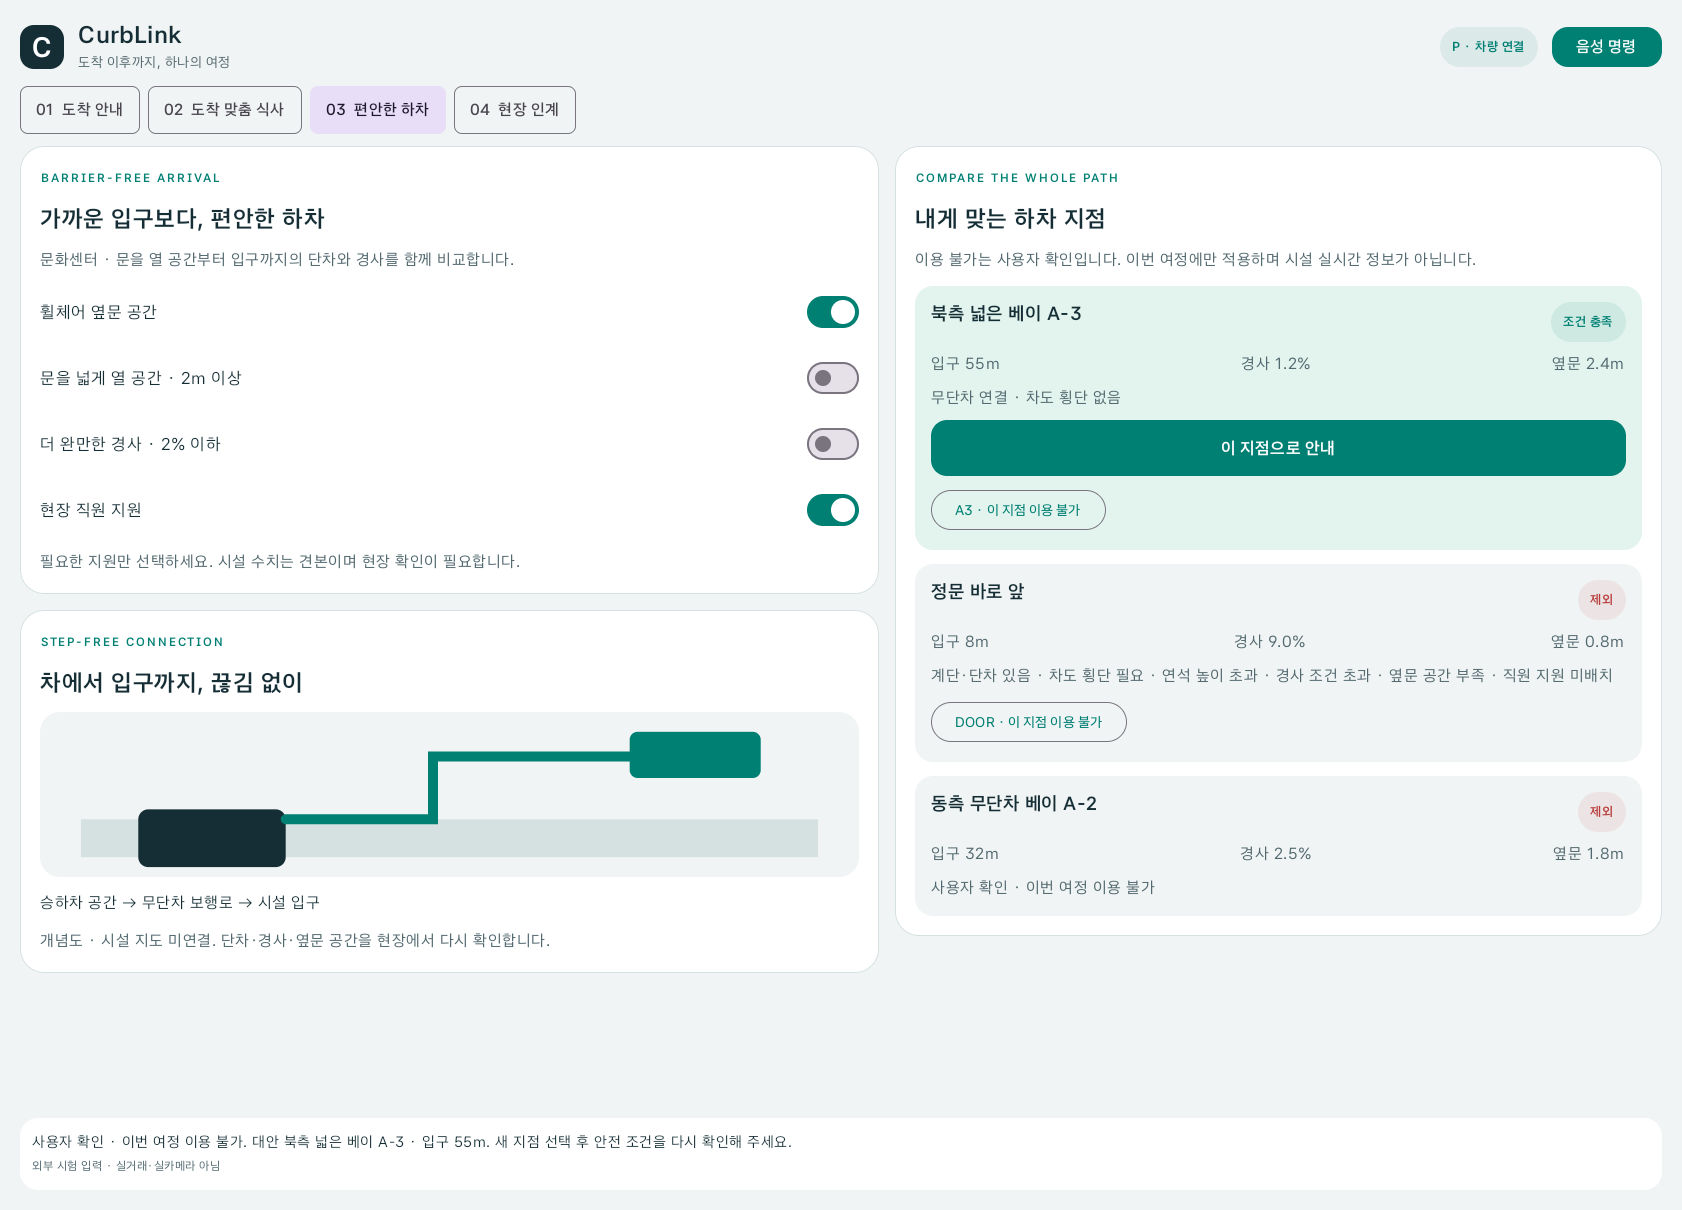 C
CurbLink
도착 이후까지, 하나의 여정
P · 차량 연결
음성 명령
01 도착 안내
02 도착 맞춤 식사
03 편안한 하차
04 현장 인계
BARRIER-FREE ARRIVAL
가까운 입구보다, 편안한 하차
문화센터 · 문을 열 공간부터 입구까지의 단차와 경사를 함께 비교합니다.
휠체어 옆문 공간
문을 넓게 열 공간 · 2m 이상
더 완만한 경사 · 2% 이하
현장 직원 지원
필요한 지원만 선택하세요. 시설 수치는 견본이며 현장 확인이 필요합니다.
STEP-FREE CONNECTION
차에서 입구까지, 끊김 없이
승하차 공간 → 무단차 보행로 → 시설 입구
개념도 · 시설 지도 미연결. 단차·경사·옆문 공간을 현장에서 다시 확인합니다.
COMPARE THE WHOLE PATH
내게 맞는 하차 지점
이용 불가는 사용자 확인입니다. 이번 여정에만 적용하며 시설 실시간 정보가 아닙니다.
북측 넓은 베이 A-3
조건 충족
입구 55m 경사 1.2% 옆문 2.4m
무단차 연결 · 차도 횡단 없음
이 지점으로 안내
A3 · 이 지점 이용 불가
정문 바로 앞
제외
입구 8m 경사 9.0% 옆문 0.8m
계단·단차 있음 · 차도 횡단 필요 · 연석 높이 초과 · 경사 조건 초과 · 옆문 공간 부족 · 직원 지원 미배치
DOOR · 이 지점 이용 불가
동측 무단차 베이 A-2
제외
입구 32m 경사 2.5% 옆문 1.8m
사용자 확인 · 이번 여정 이용 불가
사용자 확인 · 이번 여정 이용 불가. 대안 북측 넓은 베이 A-3 · 입구 55m. 새 지점 선택 후 안전 조건을 다시 확인해 주세요.
외부 시험 입력 · 실거래·실카메라 아님